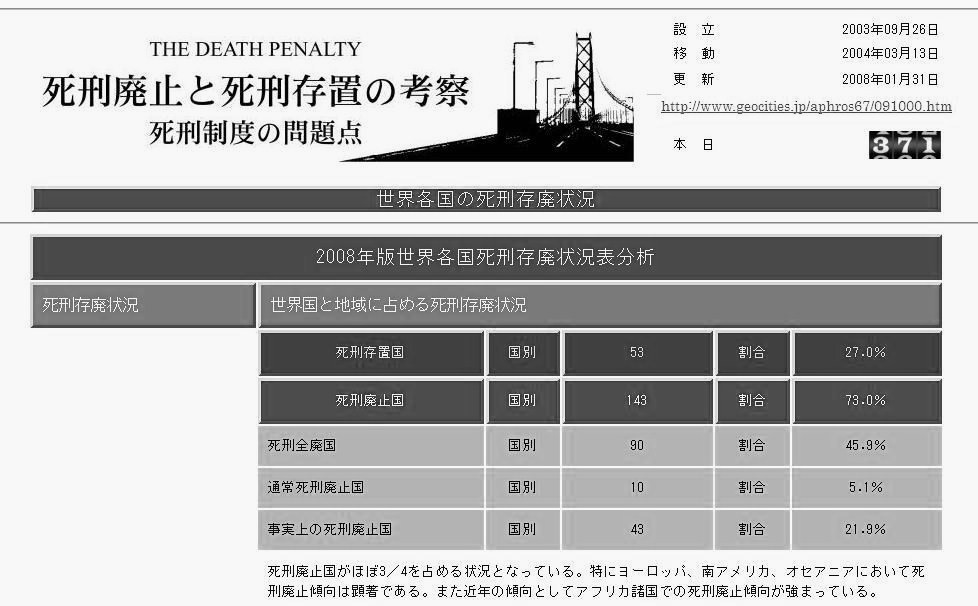 THE DEATH PENALTY
死刑廃止と死刑存置の考察
死刑制度の問題点
設 立 2003年09月26日
移 動 2004年03月13日
更 新 2008年01月31日
http://www.geocities.jp/aphros67/091000.htm
本 日 371
世界各国の死刑存廃状況
2008年版世界各国死刑存廃状況表分析
死刑存廃状況 世界国と地域に占める死刑存廃状況
死刑存置国 国別 53 割合 27.0%
死刑廃止国 国別 143 割合 73.0%
死刑全廃国 国別 90 割合 45.9%
通常死刑廃止国 国別 10 割合 5.1%
事実上の死刑廃止国 国別 43 割合 21.9%
死刑廃止国がほぼ3／4を占める状況となっている。特にヨーロッパ、南アメリカ、オセアニアにおいて死
刑廃止傾向は顕著である。また近年の傾向としてアフリカ諸国での死刑廃止傾向が強まっている。